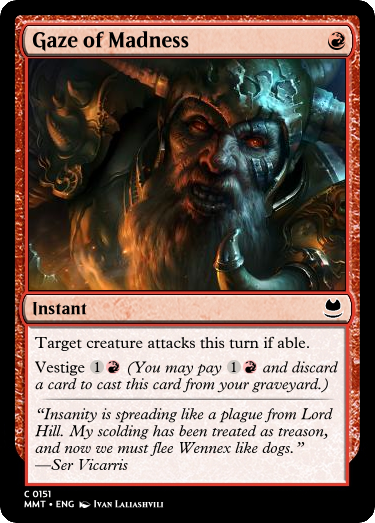 Gaze of Madness
Instant
Target creature attacks this turn if able.
Vestige 1 (You may pay 1 and discard
a card to cast this card from your graveyard.)
“Insanity is spreading like a plague from Lord
Hill. My scolding has been treated as treason,
and now we must flee Wennex like dogs.”
—Ser Vicarris
C 0151
MMT • ENG Ivan Laliashvili